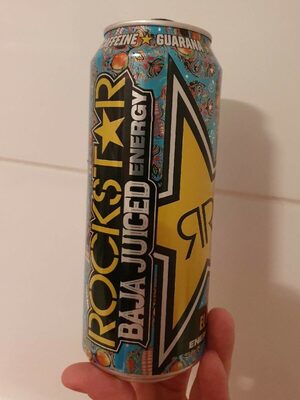 CAFFEINE ★ GUARANA
ROCKSTAR
BAJA JUICED
ENERGY